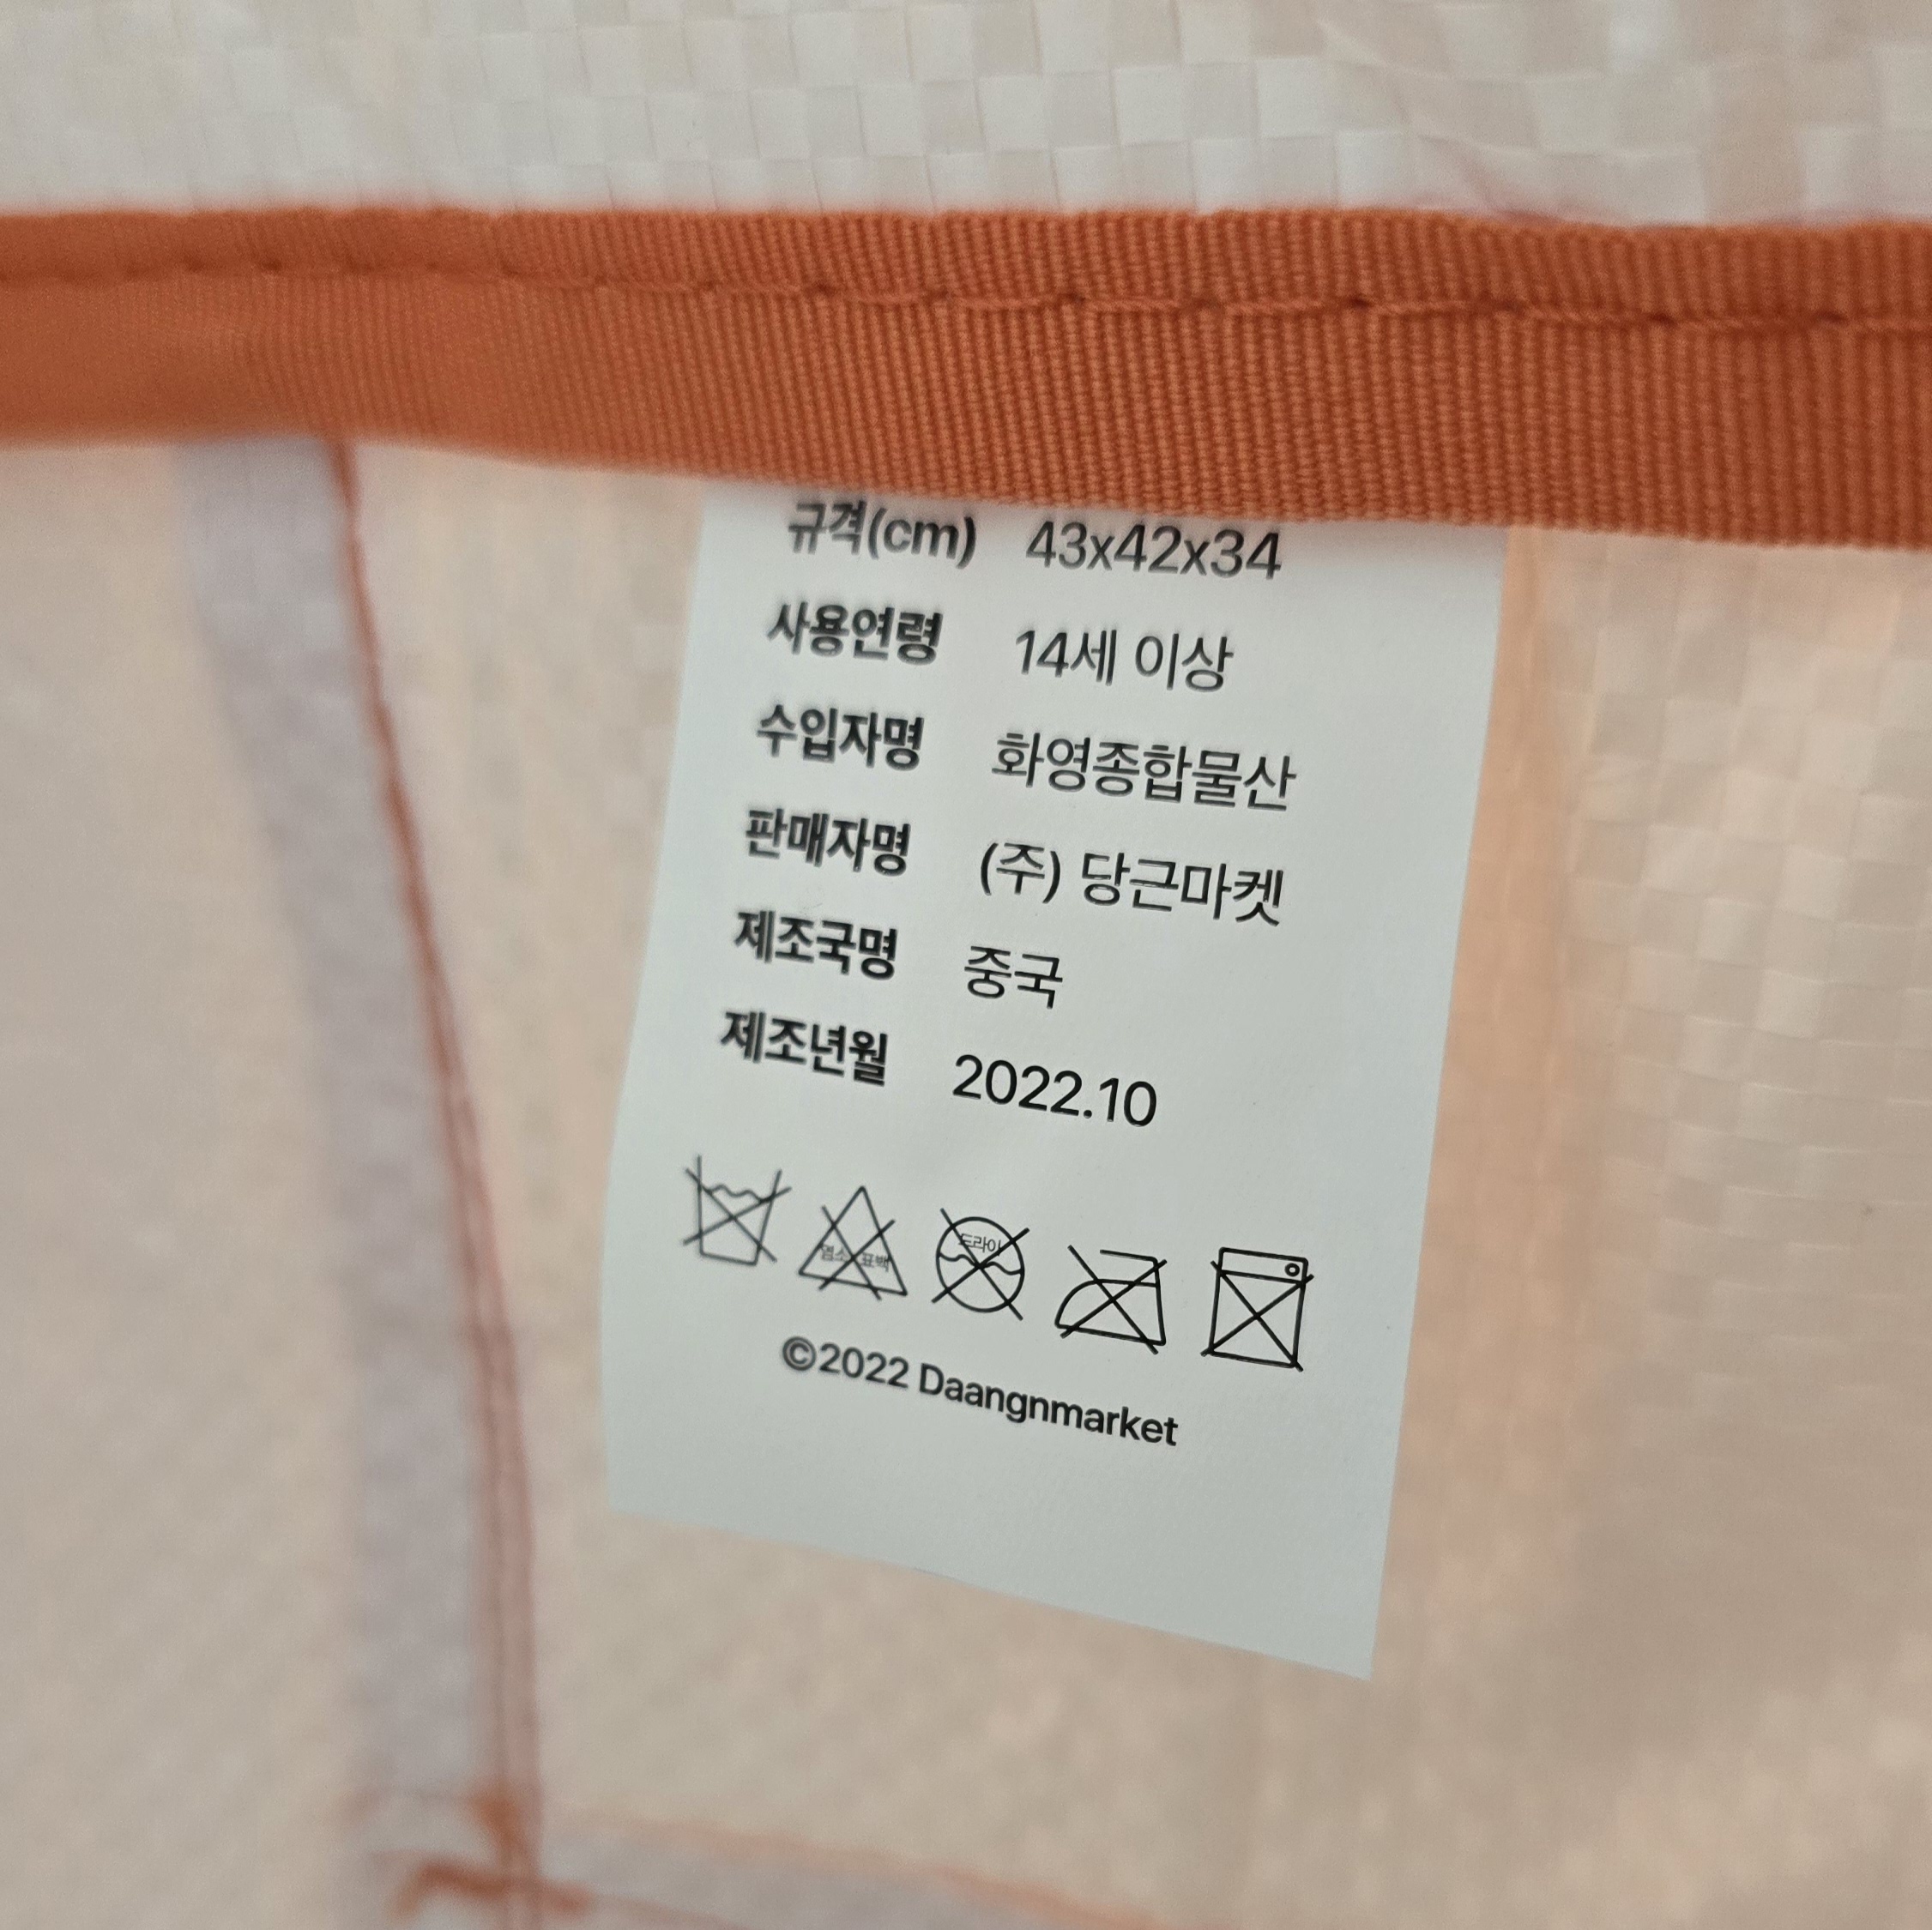 규격(cm) 43x42x34
사용연령 14세 이상
수입자명 화영종합물산
판매자명 (주) 당근마켓
제조국명 중국
제조년월 2022.10
염소 표백
드라이
©2022 Daangnmarket